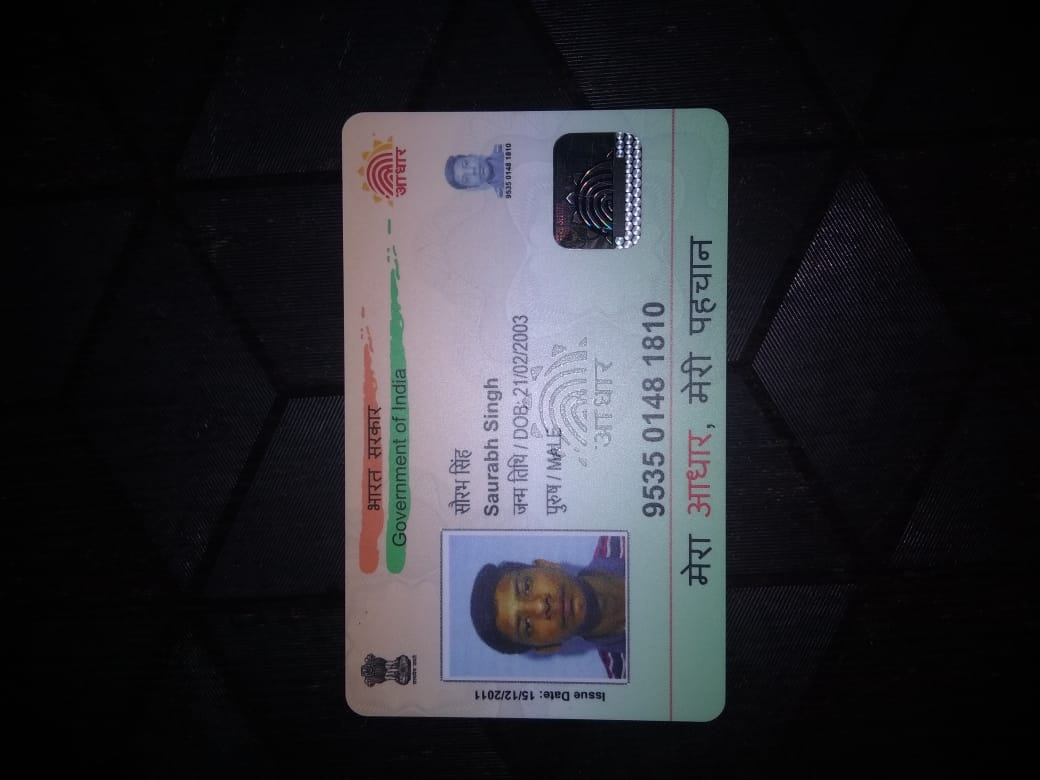 भारत सरकार
Government of India
आधार
सौरभ सिंह
Saurabh Singh
जन्म तिथि / DOB: 21/02/2003
पुरुष / MALE
9535 0148 1810
आधार
Issue Date: 15/12/2011
9535 0148 1810
मेरा आधार, मेरी पहचान